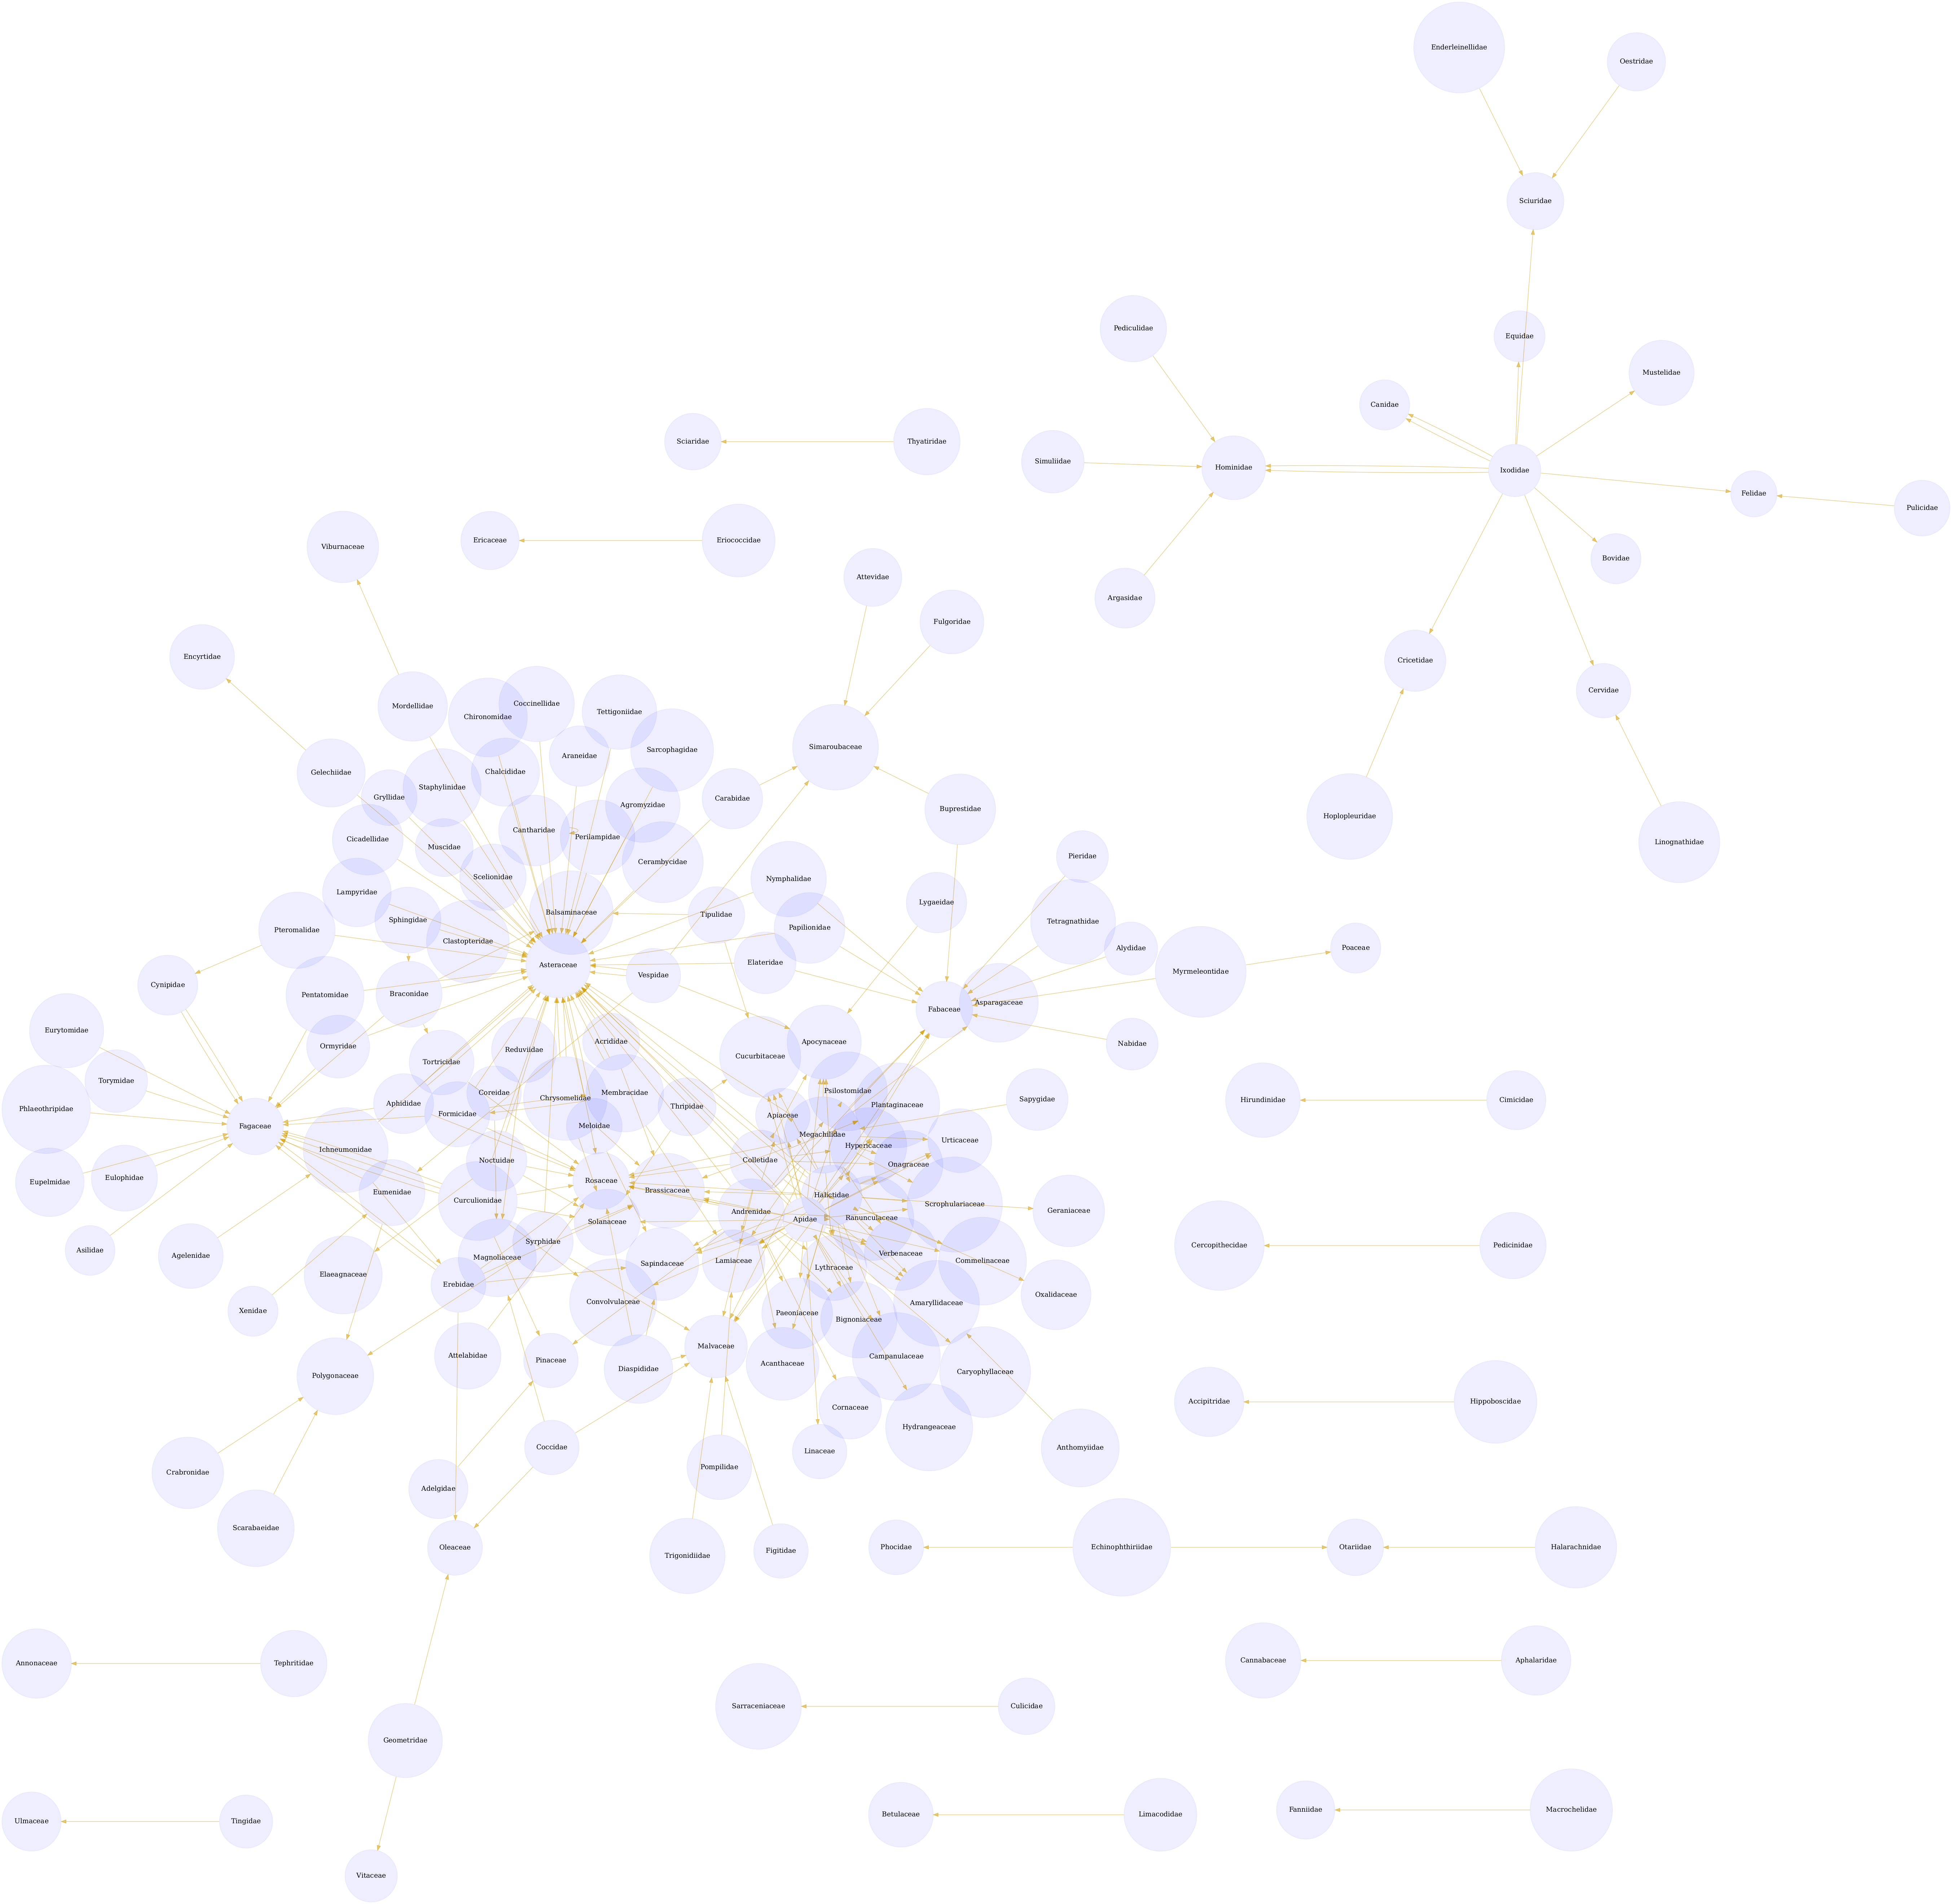 Enderleinellidae
Oestridae
Sciuridae
Pediculidae
Equidae
Mustelidae
Canidae
Sciaridae
Thyatiridae
Simuliidae
Hominidae
Ixodidae
Felidae
Pulicidae
Ericaceae
Eriococcidae
Viburnaceae
Bovidae
Attevidae
Argasidae
Fulgoridae
Encyrtidae
Cricetidae
Cervidae
Mordellidae
Coccinellidae
Chironomidae
Tettigoniidae
Simaroubaceae
Sarcophagidae
Araneidae
Gelechiidae
Chalcididae
Staphylinidae
Gryllidae
Carabidae
Agromyzidae
Buprestidae
Hoplopleuridae
Cantharidae
Perilampidae
Cicadellidae
Linognathidae
Muscidae
Pieridae
Cerambycidae
Scelionidae
Nymphalidae
Lampyridae
Lygaeidae
Balsaminaceae
Tipulidae
Sphingidae
Tetragnathidae
Papilionidae
Pteromalidae
Clastopteridae
Alydidae
Poaceae
Elateridae
Asteraceae
Myrmeleontidae
Vespidae
Cynipidae
Braconidae
Pentatomidae
Asparagaceae
Fabaceae
Eurytomidae
Acrididae
Apocynaceae
Nabidae
Ormyridae
Reduviidae
Cucurbitaceae
Tortricidae
Torymidae
Psilostomidae
Coreidae
Membracidae
Chrysomelidae
Sapygidae
Hirundinidae
Cimicidae
Aphididae
Plantaginaceae
Thripidae
Phlaeothripidae
Formicidae
Apiaceae
Fagaceae
Meloidae
Megachilidae
Urticaceae
Hypericaceae
Ichneumonidae
Noctuidae
Colletidae
Onagraceae
Eulophidae
Rosaceae
Eupelmidae
Brassicaceae
Eumenidae
Halictidae
Curculionidae
Scrophulariaceae
Geraniaceae
Andrenidae
Apidae
Ranunculaceae
Solanaceae
Syrphidae
Cercopithecidae
Pedicinidae
Asilidae
Verbenaceae
Agelenidae
Magnoliaceae
Lamiaceae
Commelinaceae
Sapindaceae
Lythraceae
Elaeagnaceae
Erebidae
Oxalidaceae
Convolvulaceae
Amaryllidaceae
Xenidae
Paeoniaceae
Bignoniaceae
Malvaceae
Attelabidae
Campanulaceae
Pinaceae
Acanthaceae
Diaspididae
Caryophyllaceae
Polygonaceae
Accipitridae
Hippoboscidae
Cornaceae
Hydrangeaceae
Coccidae
Anthomyiidae
Linaceae
Pompilidae
Crabronidae
Adelgidae
Scarabaeidae
Oleaceae
Phocidae
Echinophthiriidae
Otariidae
Halarachnidae
Figitidae
Trigonidiidae
Cannabaceae
Aphalaridae
Annonaceae
Tephritidae
Sarraceniaceae
Culicidae
Geometridae
Fanniidae
Macrochelidae
Betulaceae
Limacodidae
Ulmaceae
Tingidae
Vitaceae